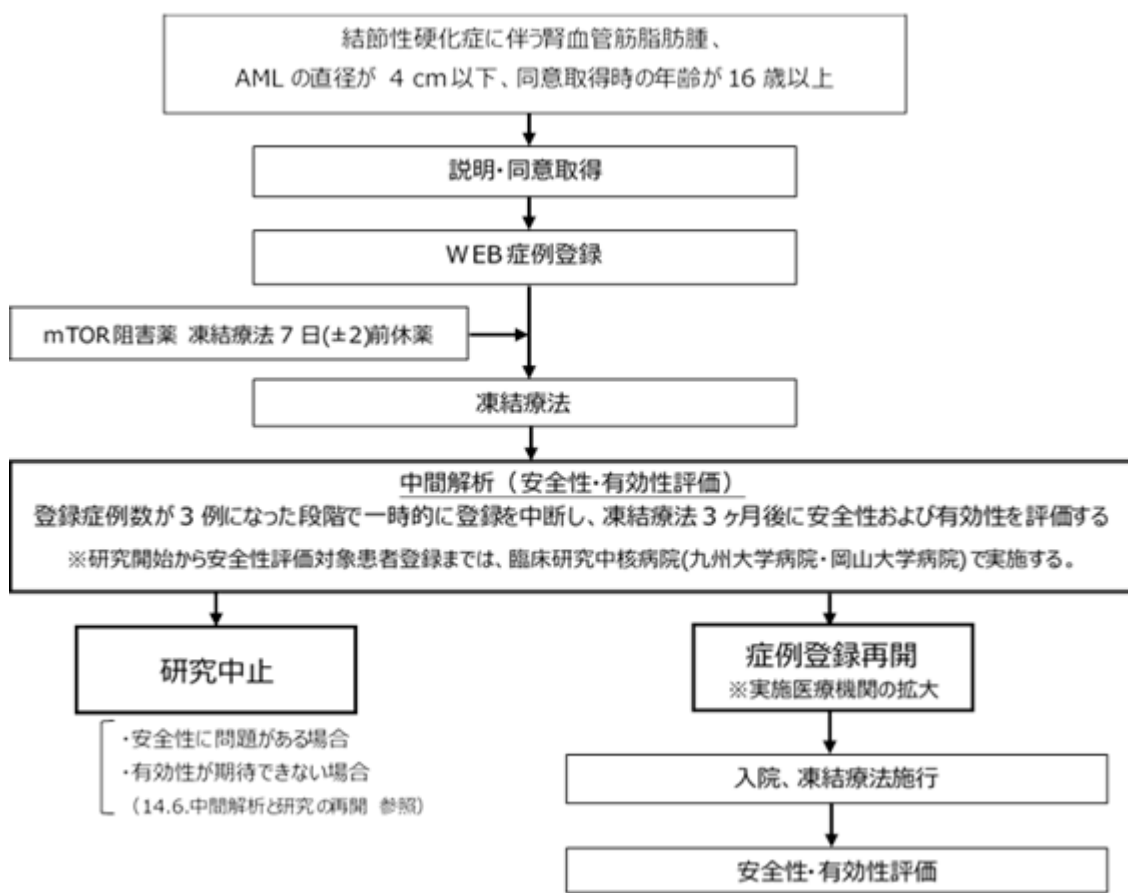 結節性硬化症に伴う腎血管筋脂肪腫、
AML の直径が 4 cm 以下、同意取得時の年齢が 16 歳以上
説明・同意取得
WEB 症例登録
mTOR 阻害薬 凍結療法 7 日(±2)前休薬
凍結療法
中間解析（安全性・有効性評価）
登録症例数が 3 例になった段階で一時的に登録を中断し、凍結療法 3 ヶ月後に安全性および有効性を評価する
※研究開始から安全性評価対象患者登録までは、臨床研究中核病院(九州大学病院・岡山大学病院)で実施する。
研究中止
・安全性に問題がある場合
・有効性が期待できない場合
（14.6.中間解析と研究の再開 参照）
症例登録再開
※実施医療機関の拡大
入院、凍結療法施行
安全性・有効性評価